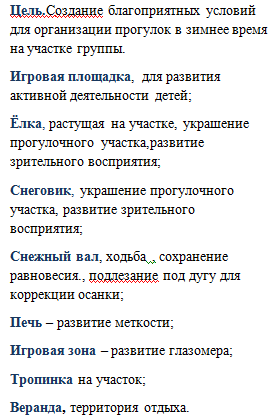 Цель.Создание благоприятных условий
для организации прогулок в зимнее время
на участке группы.
Игровая площадка, для развития
активной деятельности детей;
Ёлка, растущая на участке, украшение
прогулочного участка,развитие
зрительного восприятия;
Снеговик, украшение прогулочного
участка, развитие зрительного
восприятия;
Снежный вал, ходьба, , сохранение
равновесия., подлезание под дугу для
коррекции осанки;
Печь – развитие меткости;
Игровая зона – развитие глазомера;
Тропинка на участок;
Веранда, территория отдыха.